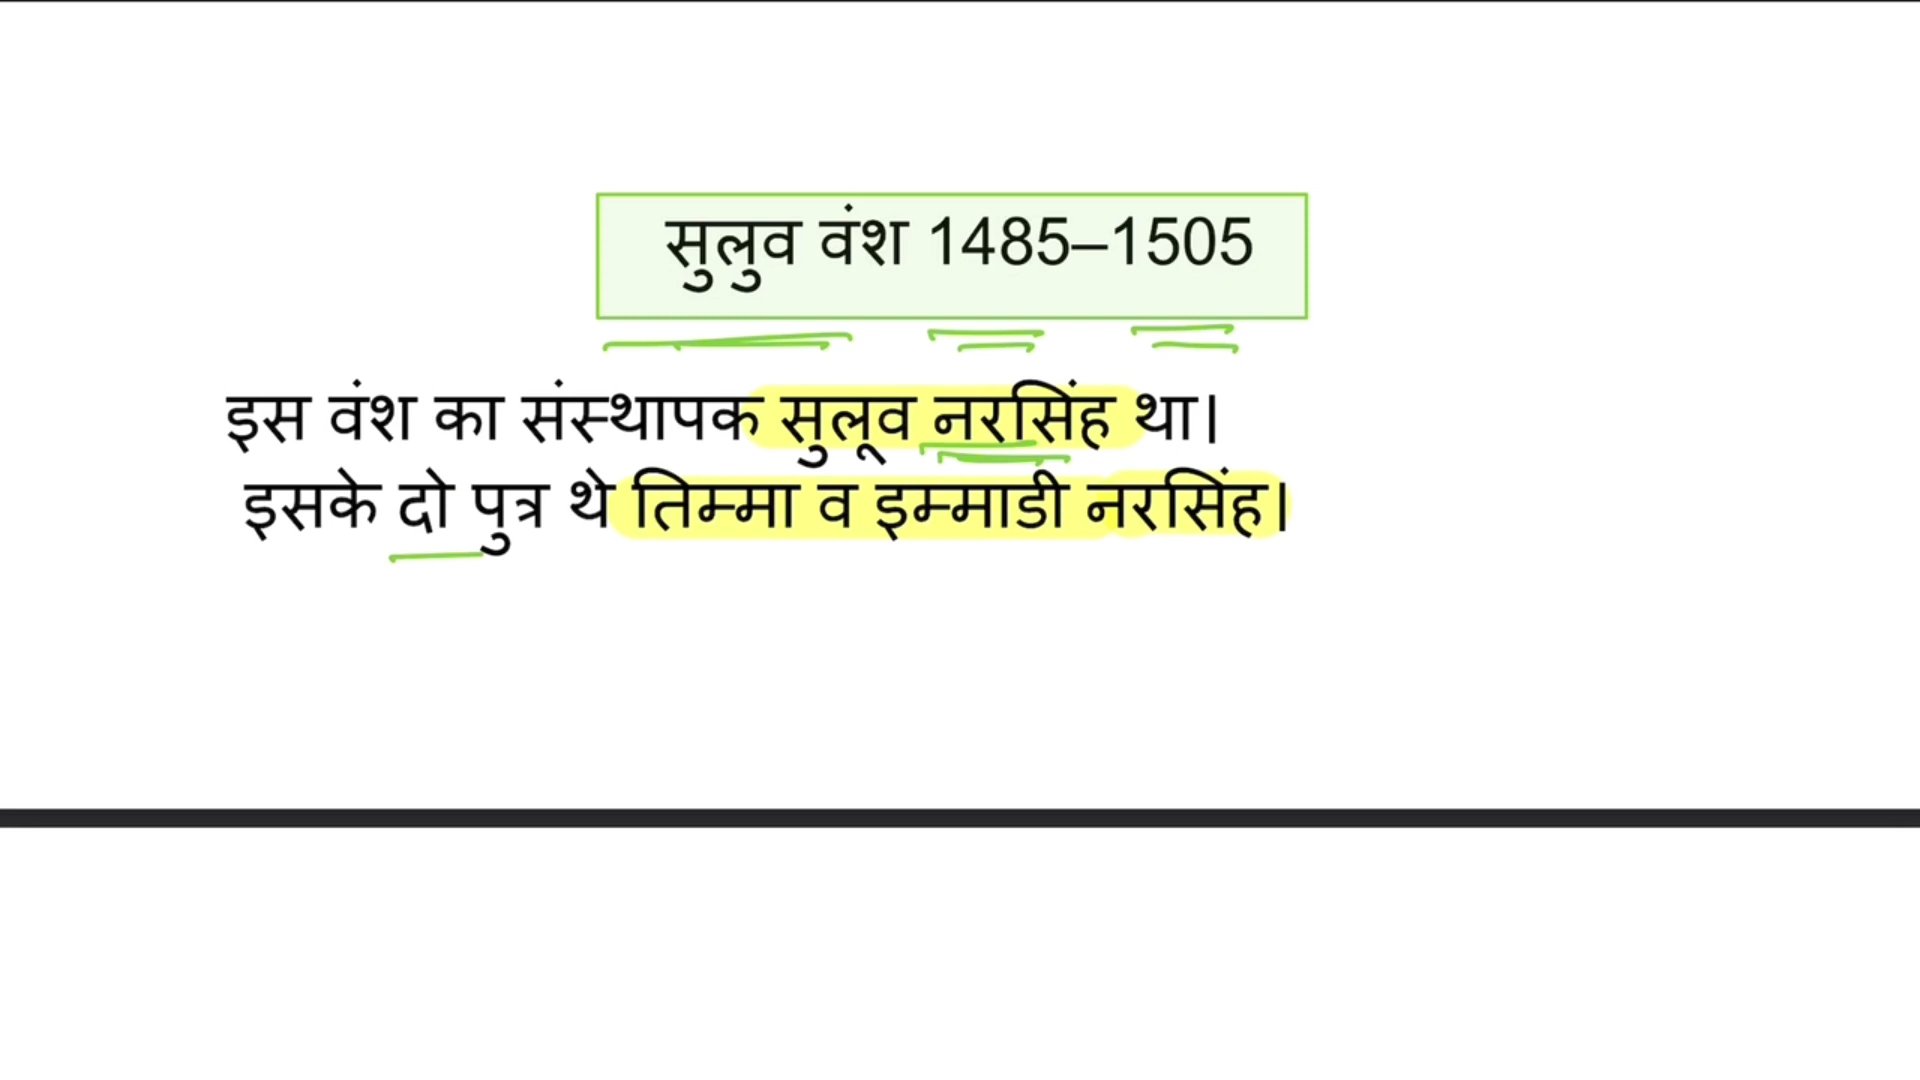 सुलुव वंश 1485–1505
इस वंश का संस्थापक सुलूव नरसिंह था।
इसके दो पुत्र थे तिम्मा व इम्माडी नरसिंह।